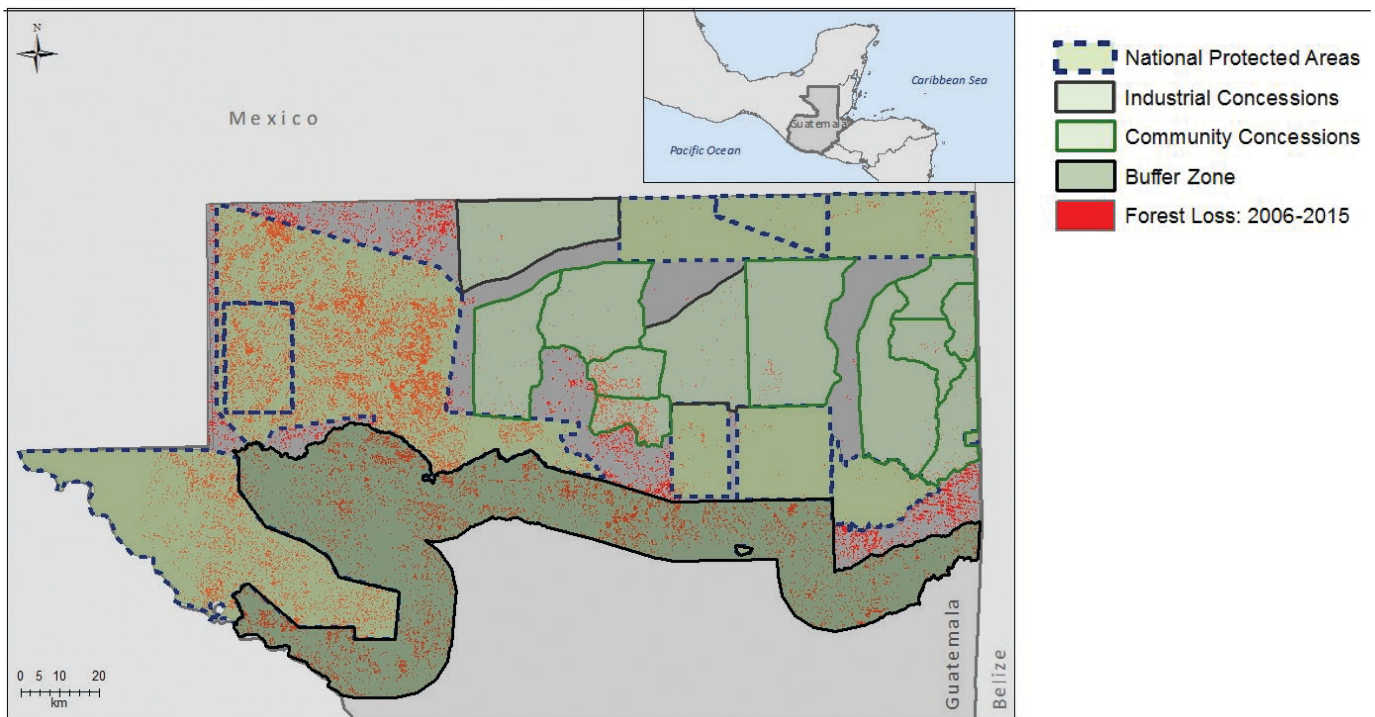 N
Mexico
Caribbean Sea
Guatemala
Pacific Ocean
National Protected Areas
Industrial Concessions
Community Concessions
Buffer Zone
Forest Loss: 2006-2015
0 5 10 20
km
Guatemala
Belize